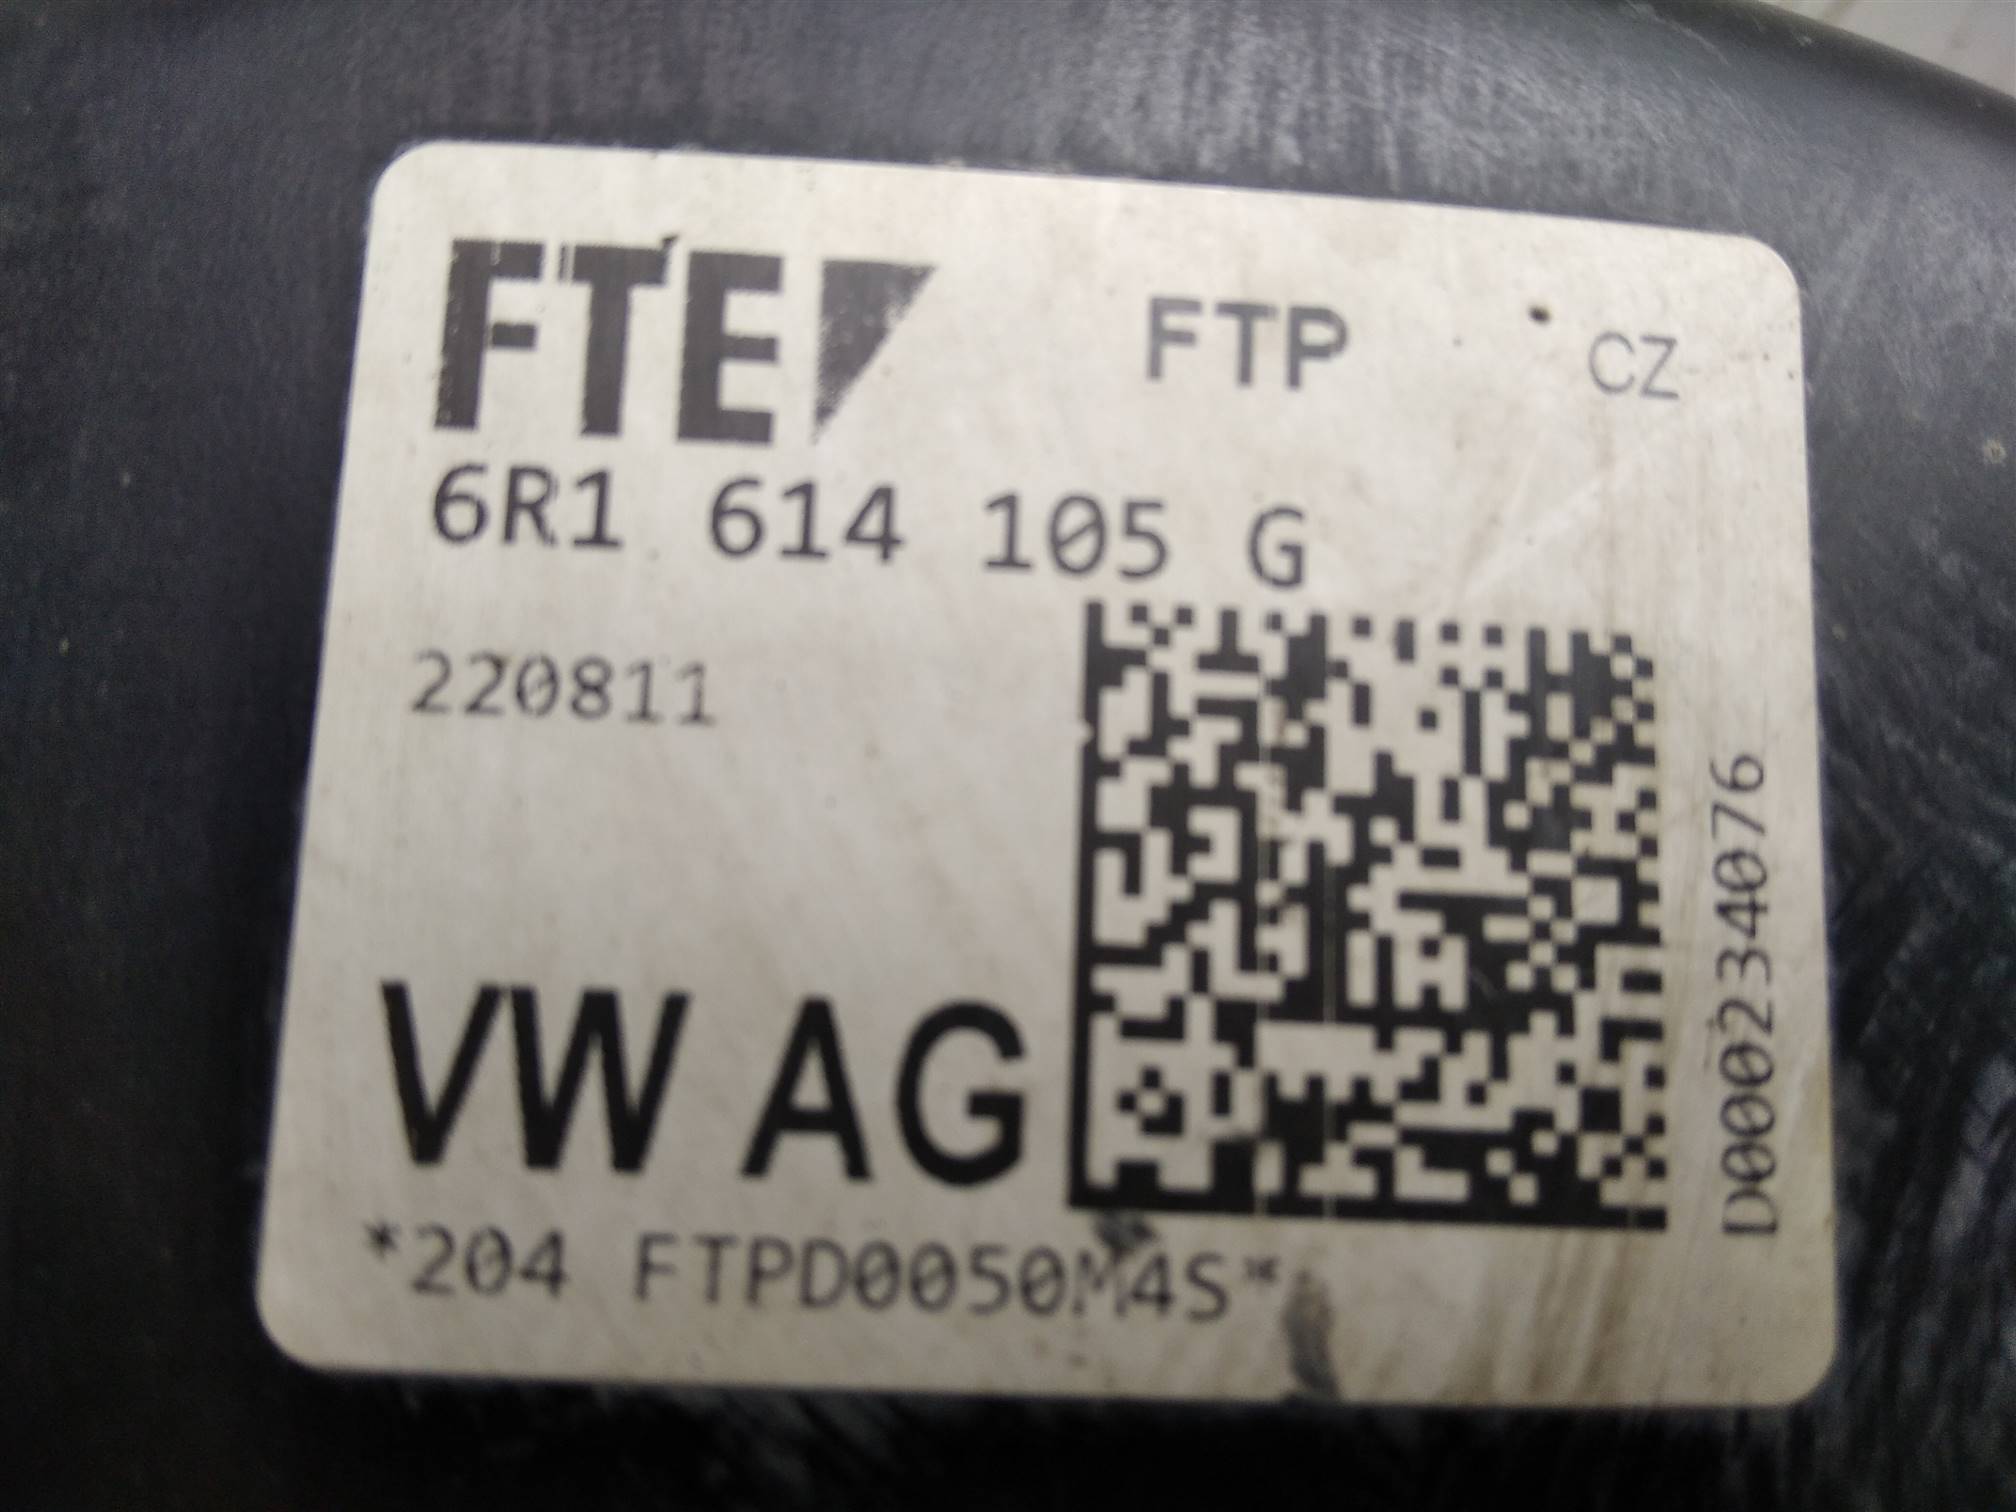 FTE FTP CZ
6R1 614 105 G
220811
D000234076
VW AG
*204 FTPD0050M4S*